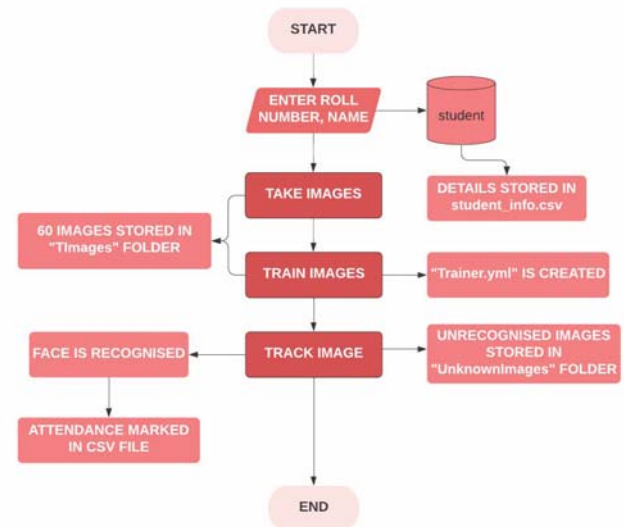 START
ENTER ROLL
NUMBER, NAME
student
TAKE IMAGES
DETAILS STORED IN
student_info.csv
60 IMAGES STORED IN
"TImages" FOLDER
TRAIN IMAGES
"Trainer.yml" IS CREATED
FACE IS RECOGNISED
TRACK IMAGE
UNRECOGNISED IMAGES
STORED IN
"UnknownImages" FOLDER
ATTENDANCE MARKED
IN CSV FILE
END